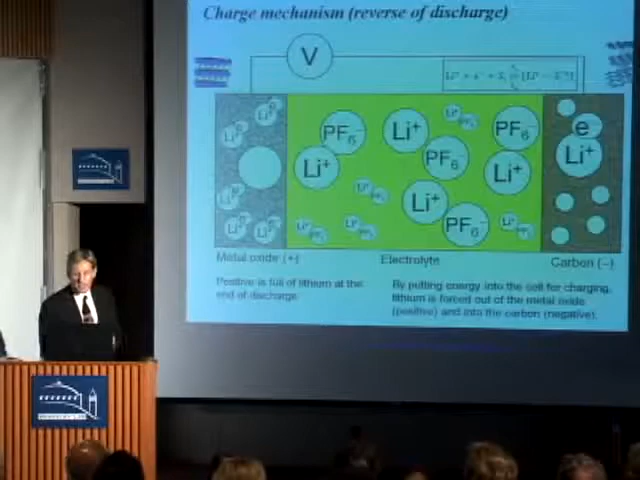 Charge mechanism (reverse of discharge)
V
Li⁺ PF₆⁻ Li⁺ PF₆ PF₆⁻ Li⁺ Li⁺ PF₆⁻ e⁻ Li⁺
Metal oxide (+) Electrolyte Carbon (−)
Positive is full of lithium at the
end of discharge.
By putting energy into the cell for charging,
lithium is forced out of the metal oxide
(positive) and into the carbon (negative).
BERKELEY LAB